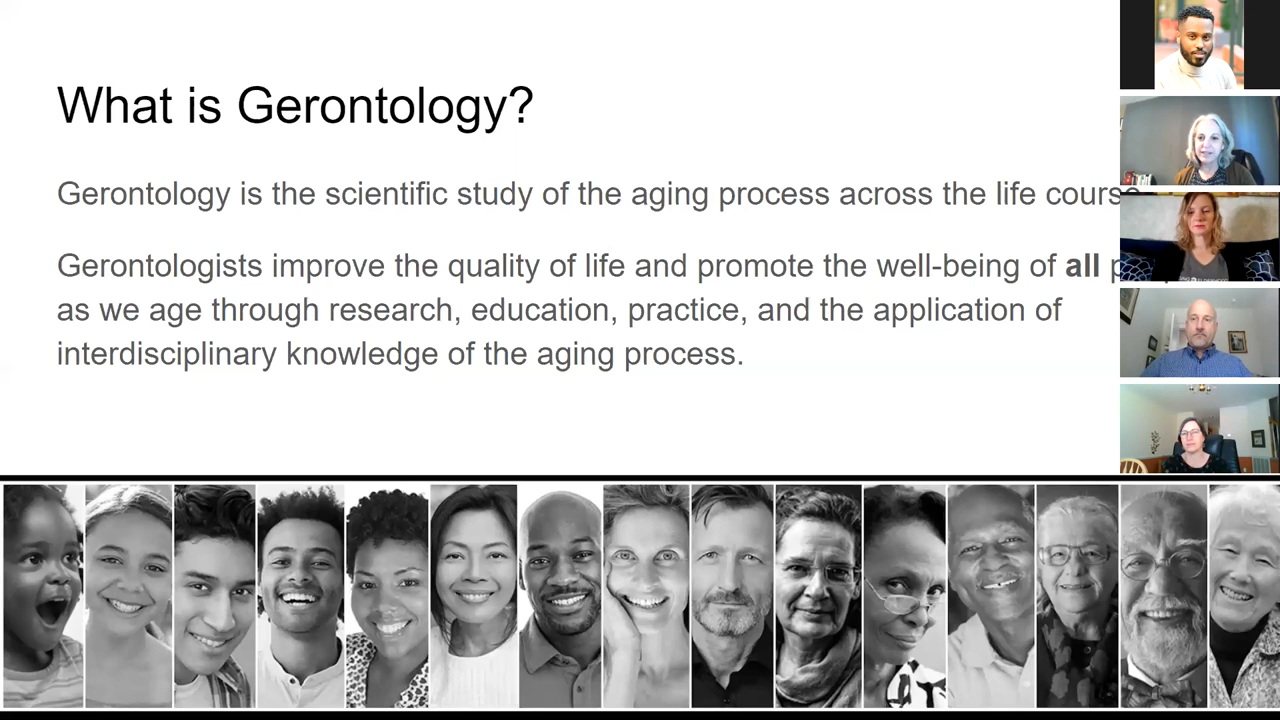 What is Gerontology?
Gerontology is the scientific study of the aging process across the life course
Gerontologists improve the quality of life and promote the well-being of all
as we age through research, education, practice, and the application of
interdisciplinary knowledge of the aging process.